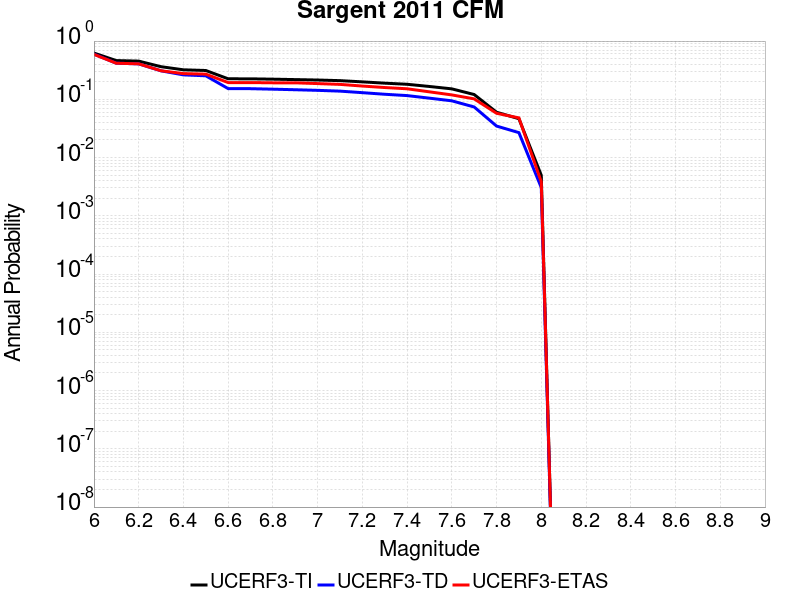 Sargent 2011 CFM
10^0
10^-1
10^-2
10^-3
10^-4
10^-5
10^-6
10^-7
10^-8
Annual Probability
6 6.2 6.4 6.6 6.8 7 7.2 7.4 7.6 7.8 8 8.2 8.4 8.6 8.8 9
Magnitude
UCERF3-TI UCERF3-TD UCERF3-ETAS